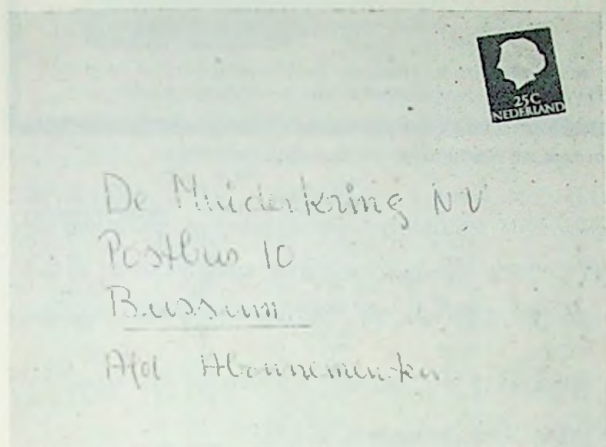 25C
NEDERLAND
De Muiderkring NV
Postbus 10
Bussum
Afd Abonnementen